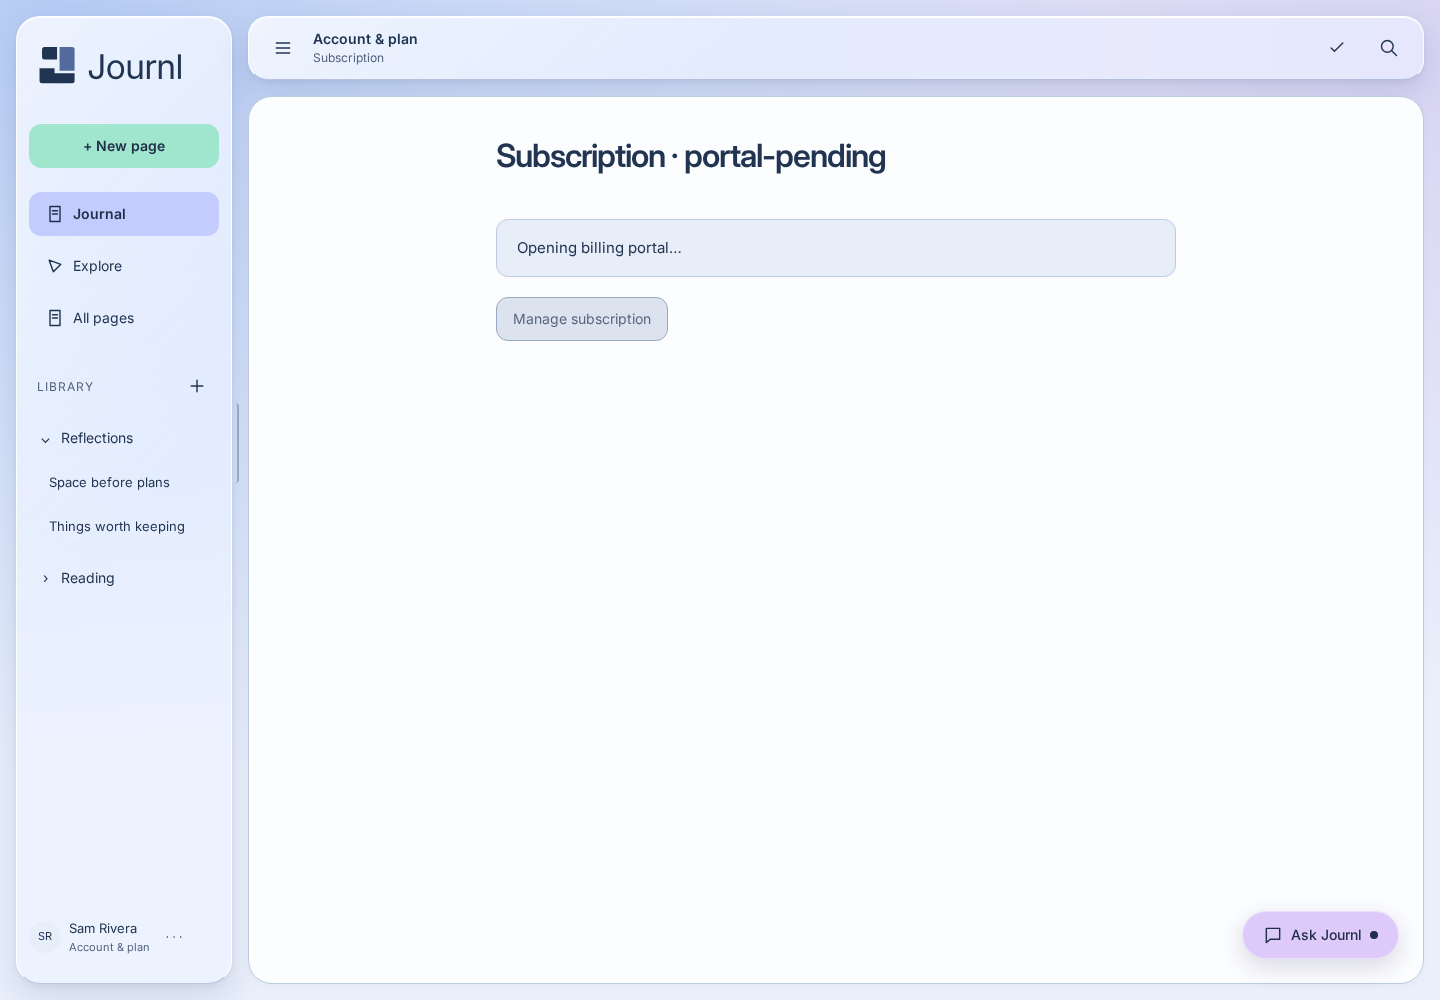 Journl
+ New page
Journal
Explore
All pages
LIBRARY
Reflections
Space before plans
Things worth keeping
Reading
SR
Sam Rivera
Account & plan
...
Account & plan
Subscription
Subscription · portal-pending
Opening billing portal...
Manage subscription
Ask Journl